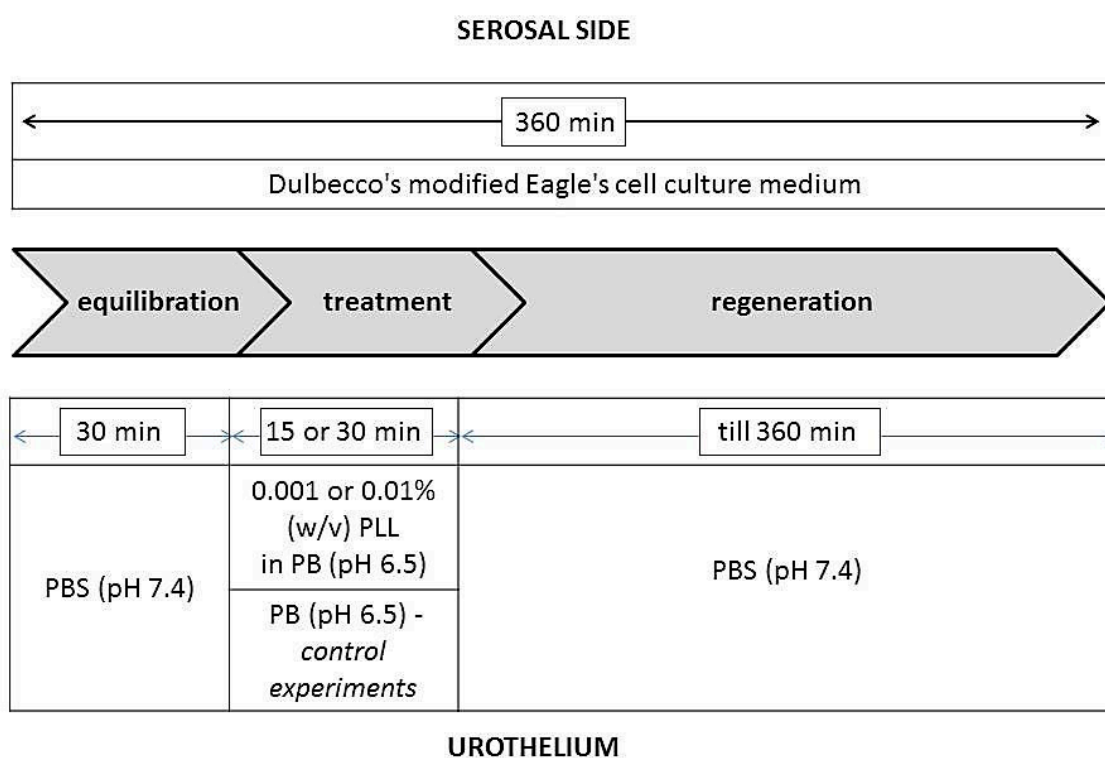 SEROSAL SIDE
360 min
Dulbecco's modified Eagle's cell culture medium
equilibration
treatment
regeneration
30 min
15 or 30 min
till 360 min
PBS (pH 7.4)
0.001 or 0.01%
(w/v) PLL
in PB (pH 6.5)
PB (pH 6.5) -
control
experiments
PBS (pH 7.4)
UROTHELIUM